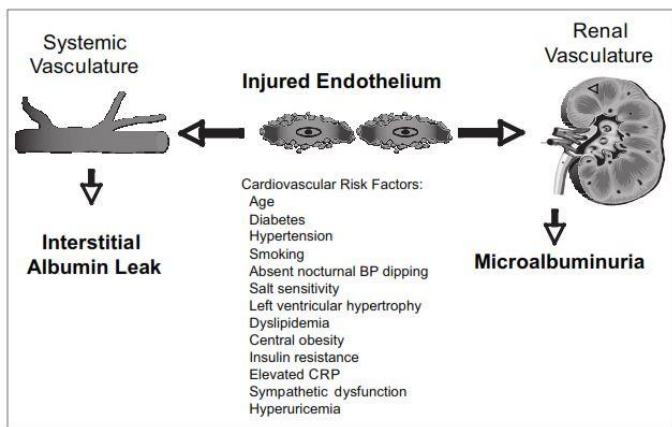 Systemic
Vasculature
Injured Endothelium
Renal
Vasculature
Interstitial
Albumin Leak
Cardiovascular Risk Factors:
Age
Diabetes
Hypertension
Smoking
Absent nocturnal BP dipping
Salt sensitivity
Left ventricular hypertrophy
Dyslipidemia
Central obesity
Insulin resistance
Elevated CRP
Sympathetic dysfunction
Hyperuricemia
Microalbuminuria